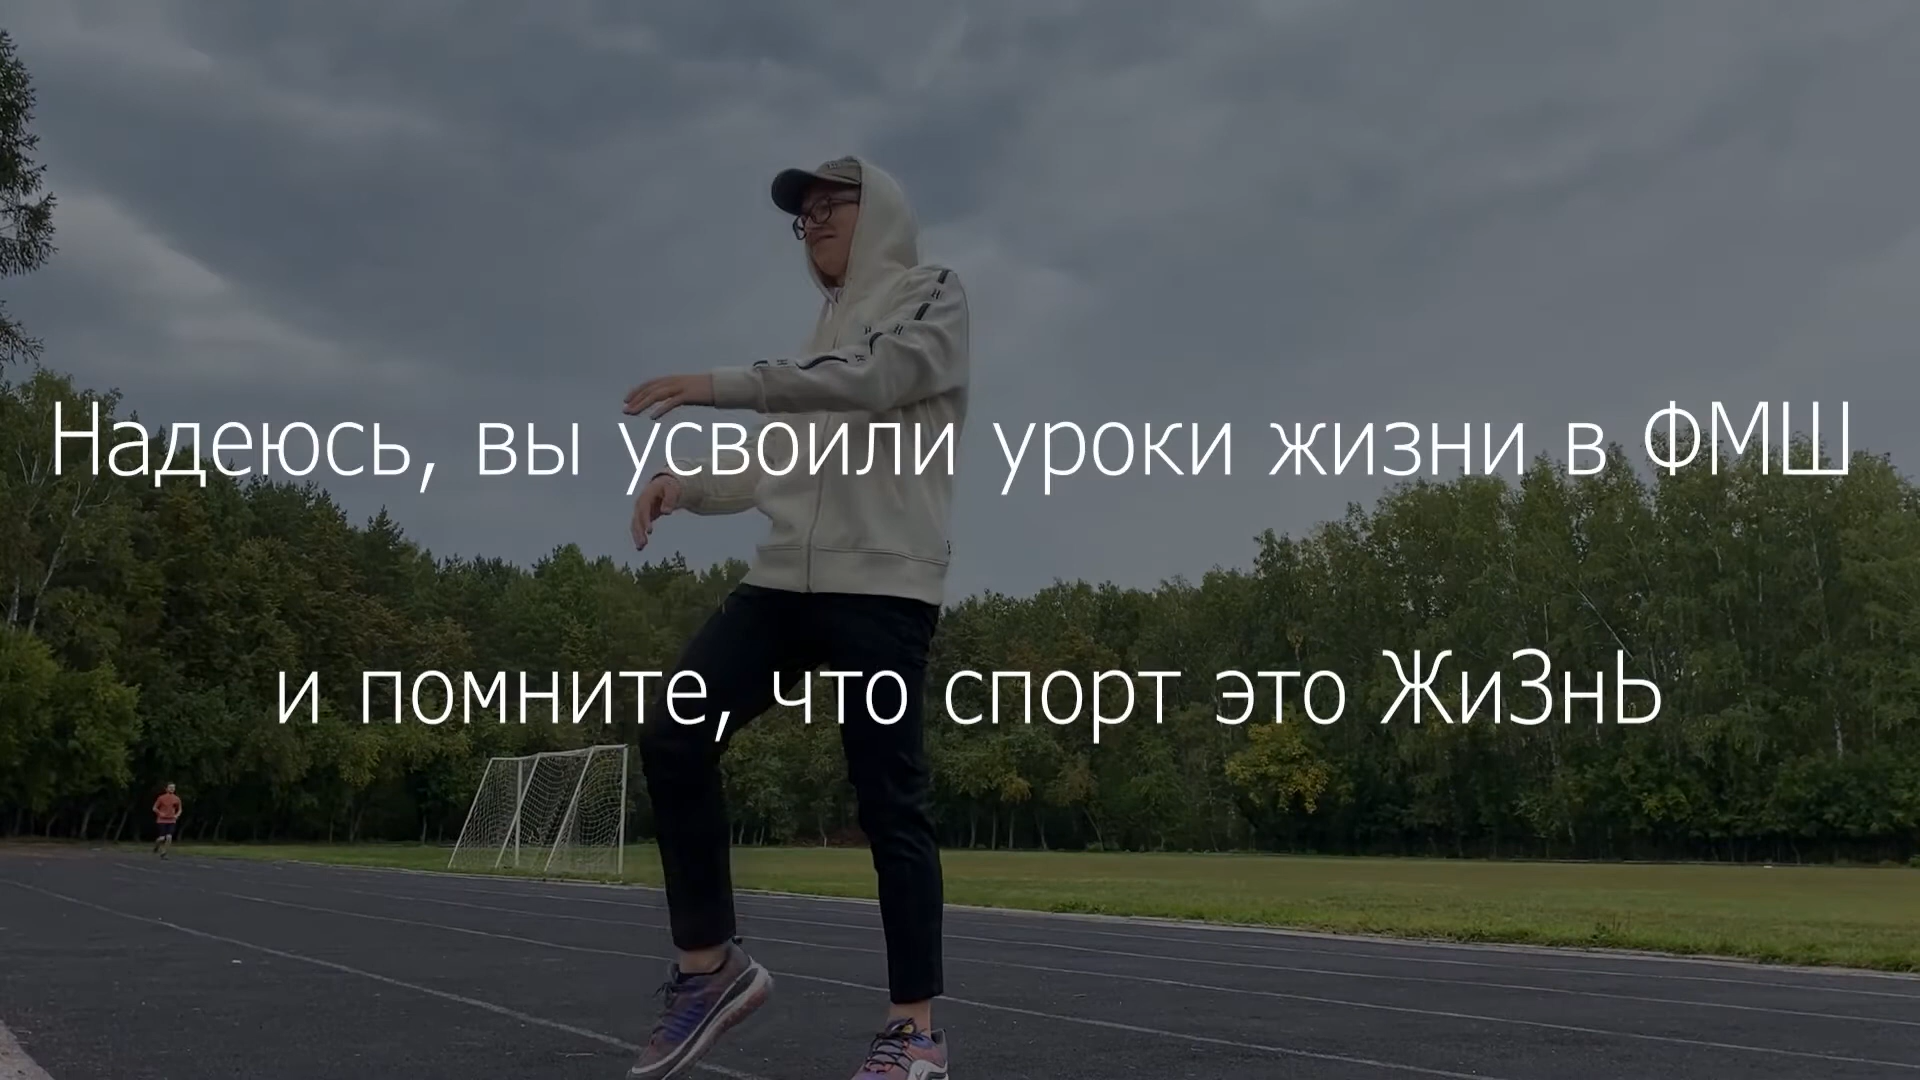 Надеюсь, вы усвоили уроки жизни в ФМШ
и помните, что спорт это ЖиЗнЬ